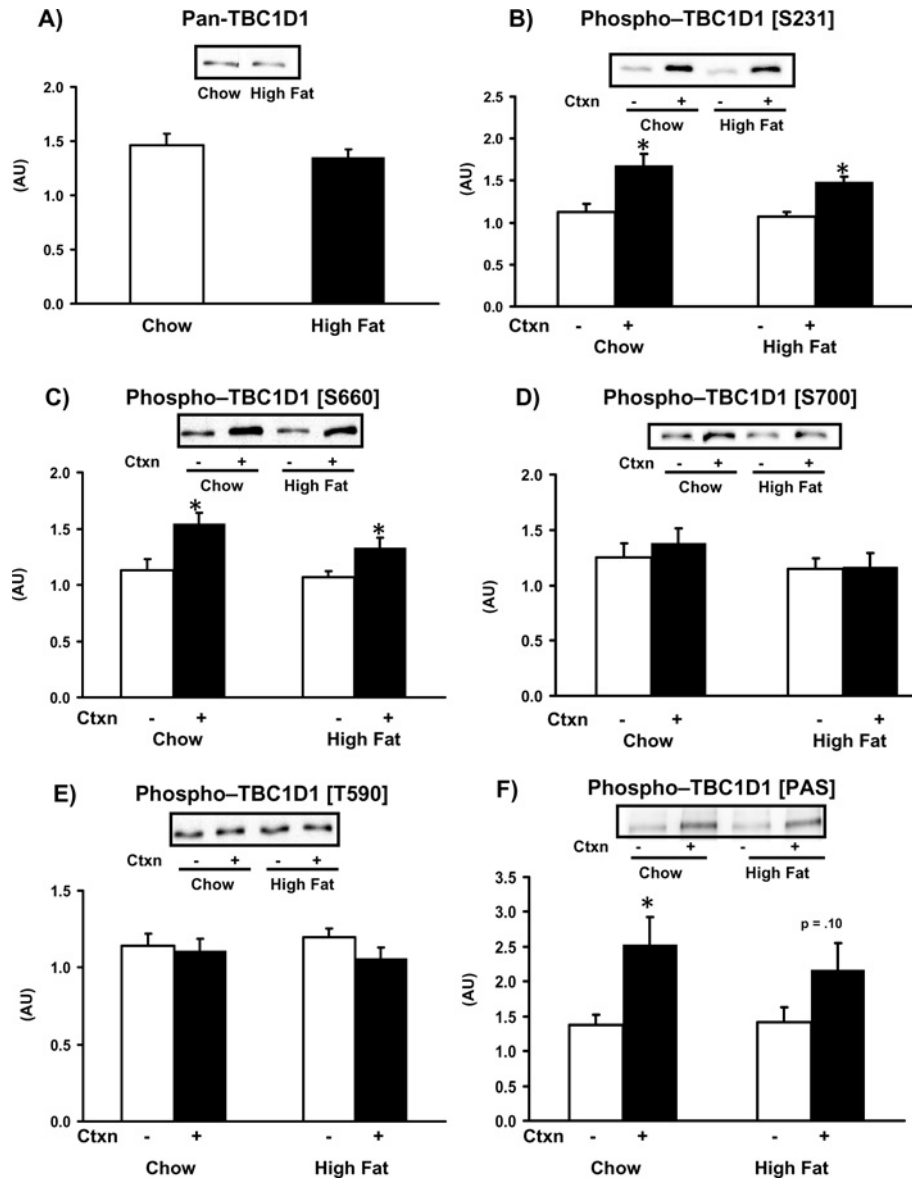 A) Pan-TBC1D1
Chow High Fat
2.0
1.5
1.0
0.5
0.0
(AU)
Chow High Fat
B) Phospho–TBC1D1 [S231]
Ctxn - + - +
Chow High Fat
2.5
2.0
1.5
1.0
0.5
0.0
(AU)
* *
Ctxn - + - +
Chow High Fat
C) Phospho–TBC1D1 [S660]
Ctxn - + - +
Chow High Fat
2.0
1.5
1.0
0.5
0.0
(AU)
* *
Ctxn - + - +
Chow High Fat
D) Phospho–TBC1D1 [S700]
Ctxn - + - +
Chow High Fat
2.0
1.5
1.0
0.5
0.0
(AU)
Ctxn - + - +
Chow High Fat
E) Phospho–TBC1D1 [T590]
Ctxn - + - +
Chow High Fat
1.5
1.0
0.5
0.0
(AU)
Ctxn - + - +
Chow High Fat
F) Phospho–TBC1D1 [PAS]
Ctxn - + - +
Chow High Fat
3.5
3.0
2.5
2.0
1.5
1.0
0.5
0.0
(AU)
* p = .10
Ctxn - + - +
Chow High Fat